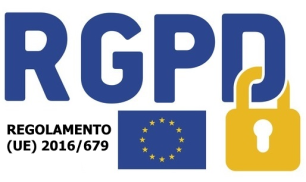 RGPD
REGOLAMENTO
(UE) 2016/679